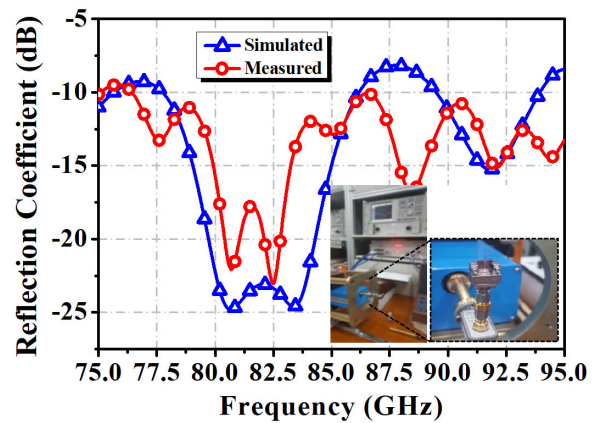 -5
-10
-15
-20
-25
Reflection Coefficient (dB)
Simulated
Measured
75.0 77.5 80.0 82.5 85.0 87.5 90.0 92.5 95.0
Frequency (GHz)